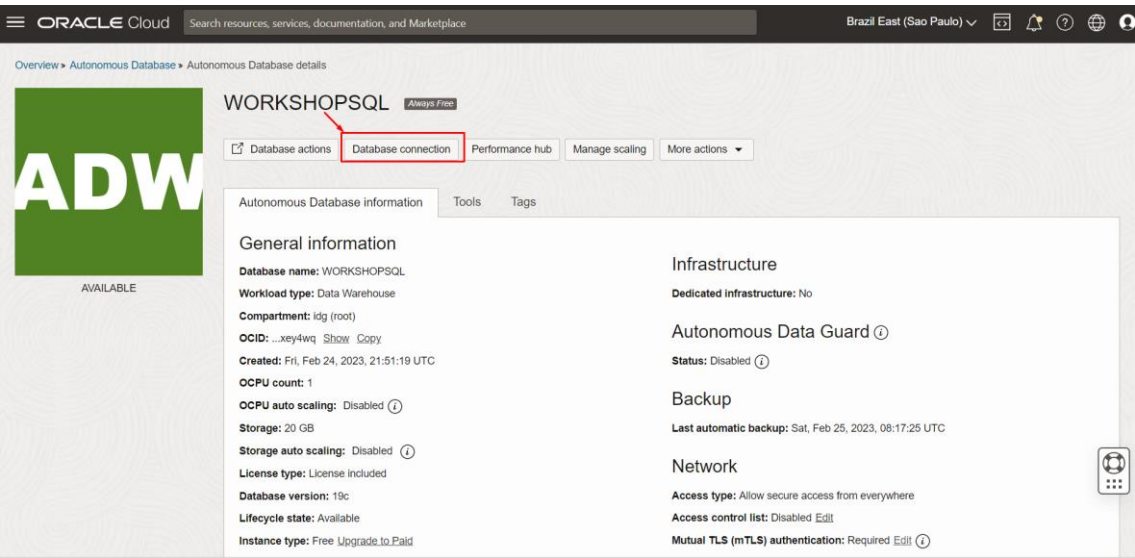 ORACLE Cloud
Search resources, services, documentation, and Marketplace
Brazil East (Sao Paulo)
Overview » Autonomous Database » Autonomous Database details
ADW
AVAILABLE
WORKSHOPSQL Always Free
Database actions
Database connection
Performance hub
Manage scaling
More actions
Autonomous Database information
Tools
Tags
General information
Database name: WORKSHOPSQL
Workload type: Data Warehouse
Compartment: idg (root)
OCID: ...xey4wq Show Copy
Created: Fri, Feb 24, 2023, 21:51:19 UTC
OCPU count: 1
OCPU auto scaling: Disabled
Storage: 20 GB
Storage auto scaling: Disabled
License type: License included
Database version: 19c
Lifecycle state: Available
Instance type: Free Upgrade to Paid
Infrastructure
Dedicated infrastructure: No
Autonomous Data Guard
Status: Disabled
Backup
Last automatic backup: Sat, Feb 25, 2023, 08:17:25 UTC
Network
Access type: Allow secure access from everywhere
Access control list: Disabled Edit
Mutual TLS (mTLS) authentication: Required Edit